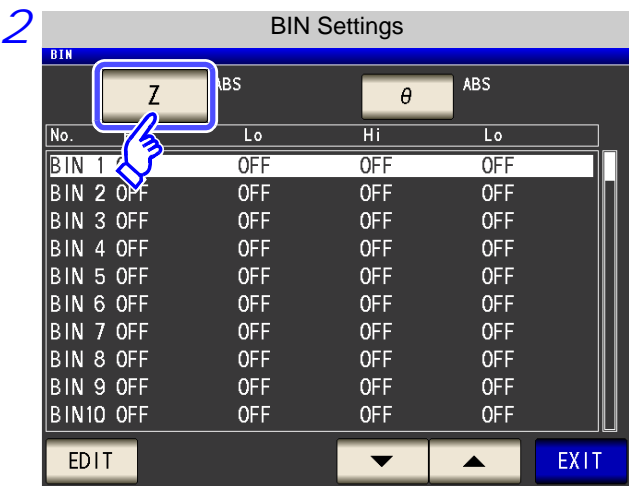 2
BIN Settings
BIN
Z ABS θ ABS
No. Lo Hi Lo
BIN 1 OFF OFF OFF
BIN 2 OFF OFF OFF OFF
BIN 3 OFF OFF OFF OFF
BIN 4 OFF OFF OFF OFF
BIN 5 OFF OFF OFF OFF
BIN 6 OFF OFF OFF OFF
BIN 7 OFF OFF OFF OFF
BIN 8 OFF OFF OFF OFF
BIN 9 OFF OFF OFF OFF
BIN10 OFF OFF OFF OFF
EDIT ▼ ▲ EXIT